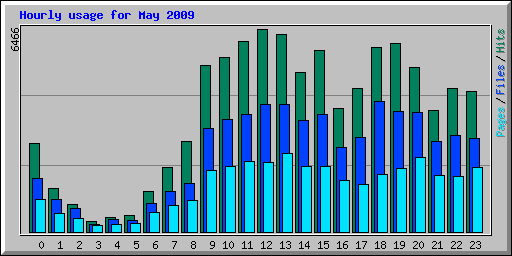 Hourly usage for May 2009
6466
Pages/Files/Hits
0 1 2 3 4 5 6 7 8 9 10 11 12 13 14 15 16 17 18 19 20 21 22 23